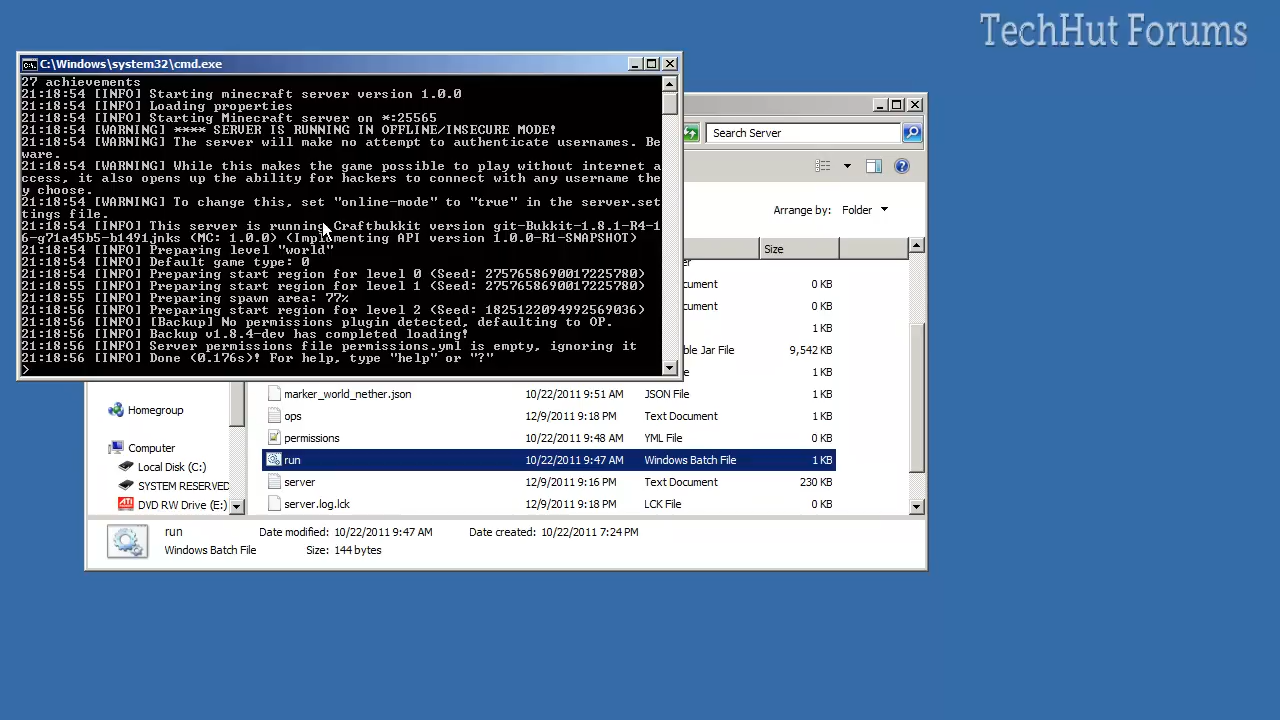 TechHut Forums
C:\Windows\system32\cmd.exe
27 achievements
21:18:54 [INFO] Starting minecraft server version 1.0.0
21:18:54 [INFO] Loading properties
21:18:54 [INFO] Starting Minecraft server on *:25565
21:18:54 [WARNING] **** SERVER IS RUNNING IN OFFLINE/INSECURE MODE!
21:18:54 [WARNING] The server will make no attempt to authenticate usernames. Be
ware.
21:18:54 [WARNING] While this makes the game possible to play without internet a
ccess, it also opens up the ability for hackers to connect with any username the
y choose.
21:18:54 [WARNING] To change this, set "online-mode" to "true" in the server.set
tings file.
21:18:54 [INFO] This server is running Craftbukkit version git-Bukkit-1.8.1-R4-1
6-g71a45b5-b1491jnks (MC: 1.0.0) (Implementing API version 1.0.0-R1-SNAPSHOT)
21:18:54 [INFO] Preparing level "world"
21:18:54 [INFO] Default game type: 0
21:18:54 [INFO] Preparing start region for level 0 (Seed: 2757658690017225780)
21:18:55 [INFO] Preparing start region for level 1 (Seed: 2757658690017225780)
21:18:55 [INFO] Preparing spawn area: 77%
21:18:56 [INFO] Preparing start region for level 2 (Seed: 1825122094992569036)
21:18:56 [INFO] [Backup] No permissions plugin detected, defaulting to OP.
21:18:56 [INFO] Backup v1.8.4-dev has completed loading!
21:18:56 [INFO] Server permissions file permissions.yml is empty, ignoring it
21:18:56 [INFO] Done (0.176s)! For help, type "help" or "?"
>
Search Server
Arrange by: Folder
Size
er
cument 0 KB
cument 0 KB
1 KB
ble Jar File 9,542 KB
e 1 KB
marker_world_nether.json 10/22/2011 9:51 AM JSON File 1 KB
ops 12/9/2011 9:18 PM Text Document 1 KB
permissions 10/22/2011 9:48 AM YML File 0 KB
run 10/22/2011 9:47 AM Windows Batch File 1 KB
server 12/9/2011 9:16 PM Text Document 230 KB
server.log.lck 12/9/2011 9:18 PM LCK File 0 KB
Homegroup
Computer
Local Disk (C:)
SYSTEM RESERVED
DVD RW Drive (E:)
run Date modified: 10/22/2011 9:47 AM Date created: 10/22/2011 7:24 PM
Windows Batch File Size: 144 bytes